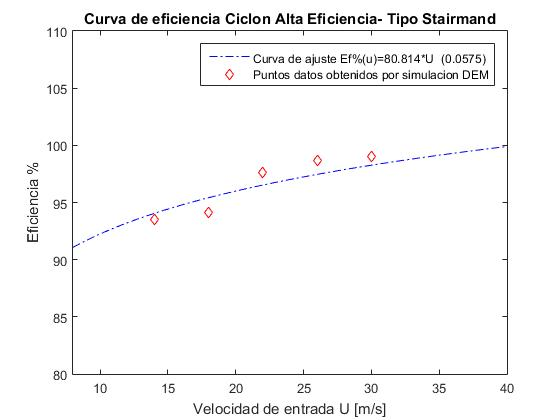 Curva de eficiencia Ciclon Alta Eficiencia- Tipo Stairmand
110
105
100
95
90
85
80
Eficiencia %
Curva de ajuste Ef%(u)=80.814*U (0.0575)
Puntos datos obtenidos por simulacion DEM
10
15
20
25
30
35
40
Velocidad de entrada U [m/s]